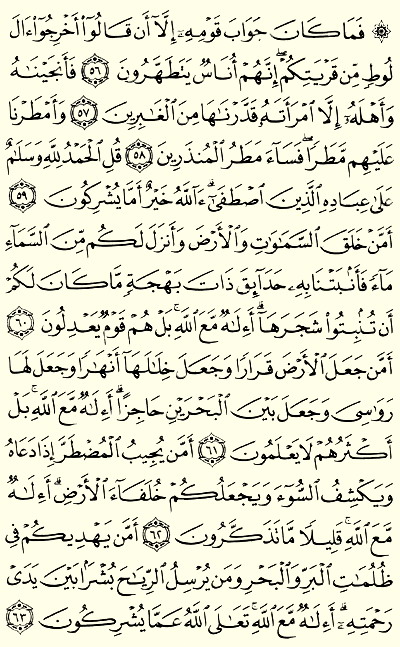 ۞ فَمَا كَانَ جَوَابَ قَوْمِهِۦٓ إِلَّآ أَن قَالُوٓا۟ أَخْرِجُوٓا۟ ءَالَ
لُوطٍ مِّن قَرْيَتِكُمْ ۖ إِنَّهُمْ أُنَاسٌ يَتَطَهَّرُونَ ٥٦ فَأَنجَيْنَٰهُ
وَأَهْلَهُۥٓ إِلَّا ٱمْرَأَتَهُۥ قَدَّرْنَٰهَا مِنَ ٱلْغَٰبِرِينَ ٥٧ وَأَمْطَرْنَا
عَلَيْهِم مَّطَرًا ۖ فَسَآءَ مَطَرُ ٱلْمُنذَرِينَ ٥٨ قُلِ ٱلْحَمْدُ لِلَّهِ وَسَلَٰمٌ
عَلَىٰ عِبَادِهِ ٱلَّذِينَ ٱصْطَفَىٰٓ ۗ ءَآللَّهُ خَيْرٌ أَمَّا يُشْرِكُونَ ٥٩
أَمَّنْ خَلَقَ ٱلسَّمَٰوَٰتِ وَٱلْأَرْضَ وَأَنزَلَ لَكُم مِّنَ ٱلسَّمَآءِ
مَآءً فَأَنۢبَتْنَا بِهِۦ حَدَآئِقَ ذَاتَ بَهْجَةٍ مَّا كَانَ لَكُمْ
أَن تُنۢبِتُوا۟ شَجَرَهَآ ۗ أَءِلَٰهٌ مَّعَ ٱللَّهِ ۚ بَلْ هُمْ قَوْمٌ يَعْدِلُونَ ٦٠
أَمَّن جَعَلَ ٱلْأَرْضَ قَرَارًا وَجَعَلَ خِلَٰلَهَآ أَنْهَٰرًا وَجَعَلَ لَهَا
رَوَٰسِىَ وَجَعَلَ بَيْنَ ٱلْبَحْرَيْنِ حَاجِزًا ۗ أَءِلَٰهٌ مَّعَ ٱللَّهِ ۚ بَلْ
أَكْثَرُهُمْ لَا يَعْلَمُونَ ٦١ أَمَّن يُجِيبُ ٱلْمُضْطَرَّ إِذَا دَعَاهُ
وَيَكْشِفُ ٱلسُّوٓءَ وَيَجْعَلُكُمْ خُلَفَآءَ ٱلْأَرْضِ ۗ أَءِلَٰهٌ
مَّعَ ٱللَّهِ ۚ قَلِيلًا مَّا تَذَكَّرُونَ ٦٢ أَمَّن يَهْدِيكُمْ فِى
ظُلُمَٰتِ ٱلْبَرِّ وَٱلْبَحْرِ وَمَن يُرْسِلُ ٱلرِّيَٰحَ بُشْرًۢا بَيْنَ يَدَىْ
رَحْمَتِهِۦٓ ۗ أَءِلَٰهٌ مَّعَ ٱللَّهِ ۚ تَعَٰلَى ٱللَّهُ عَمَّا يُشْرِكُونَ ٦٣